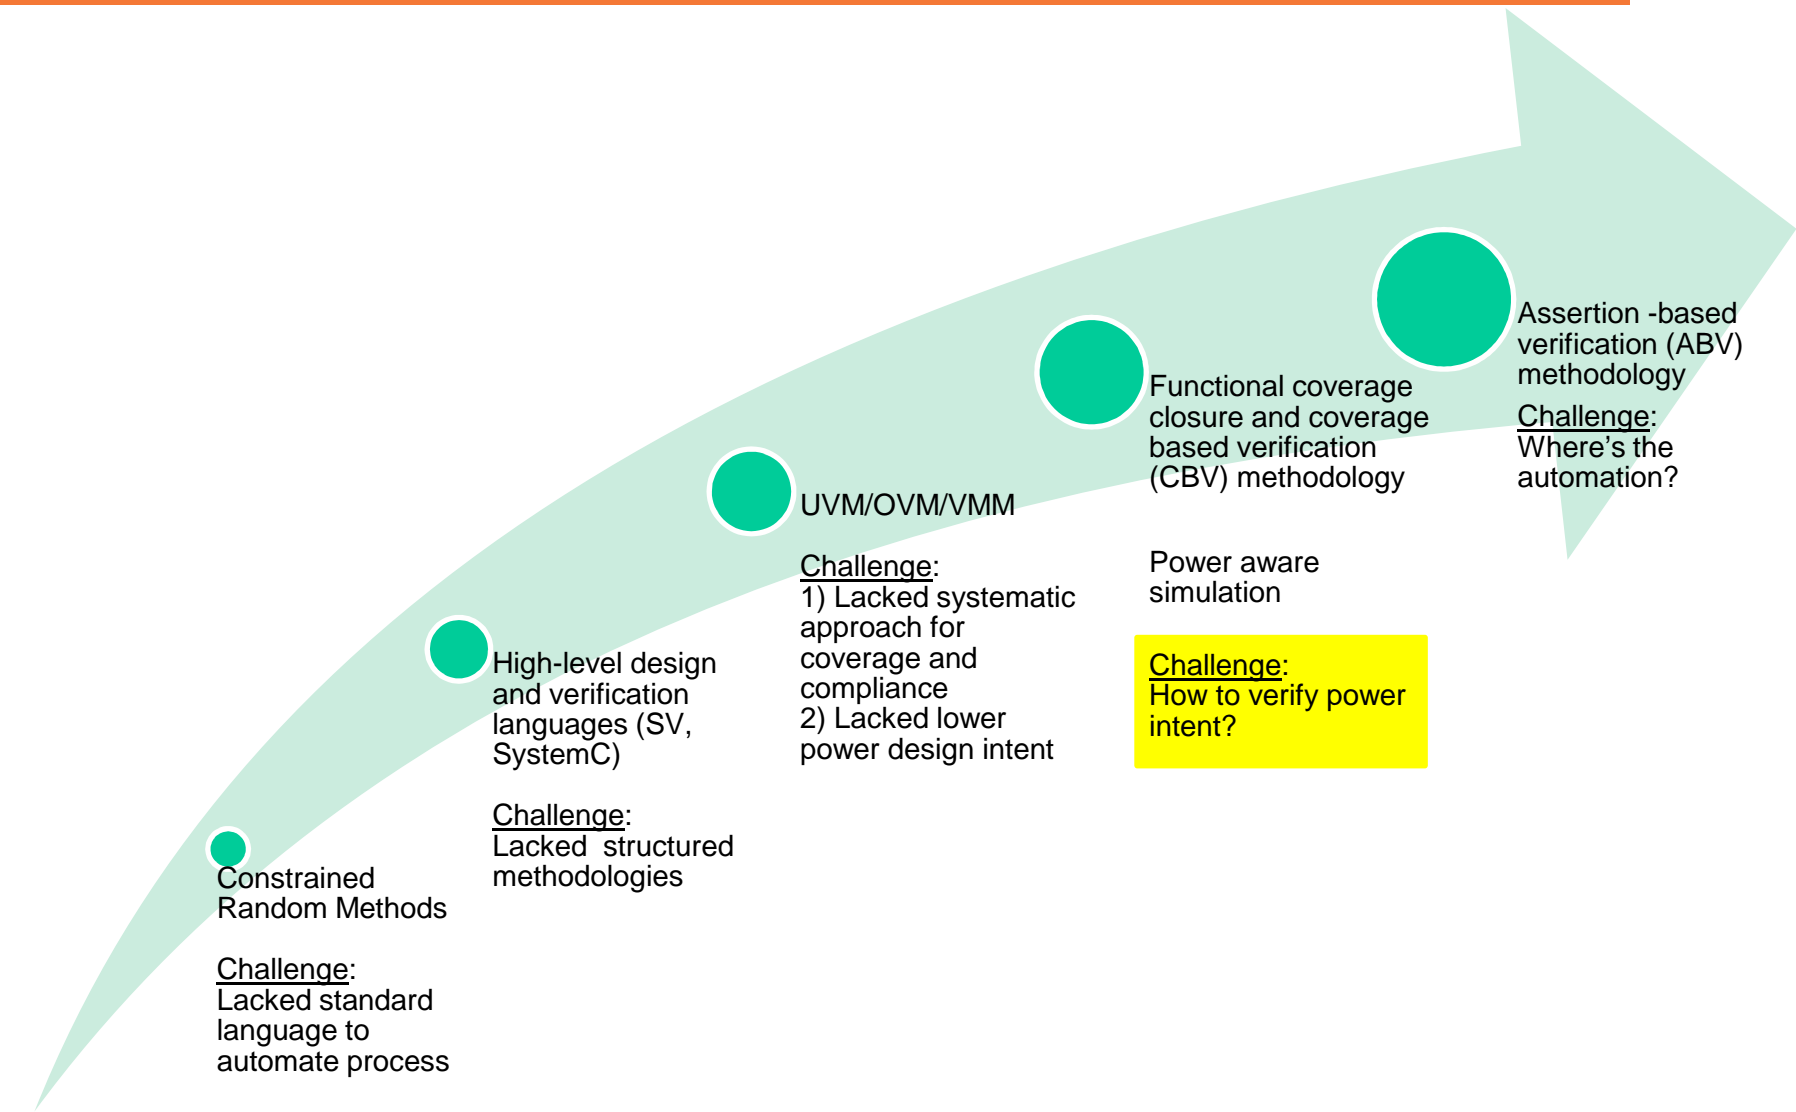 Constrained
Random Methods
Challenge:
Lacked standard
language to
automate process
High-level design
and verification
languages (SV,
SystemC)
Challenge:
Lacked  structured
methodologies
UVM/OVM/VMM
Challenge:
1) Lacked systematic
approach for
coverage and
compliance
2) Lacked lower
power design intent
Functional coverage
closure and coverage
based verification
(CBV) methodology
Power aware
simulation
Challenge:
How to verify power
intent?
Assertion -based
verification (ABV)
methodology
Challenge:
Where’s the
automation?